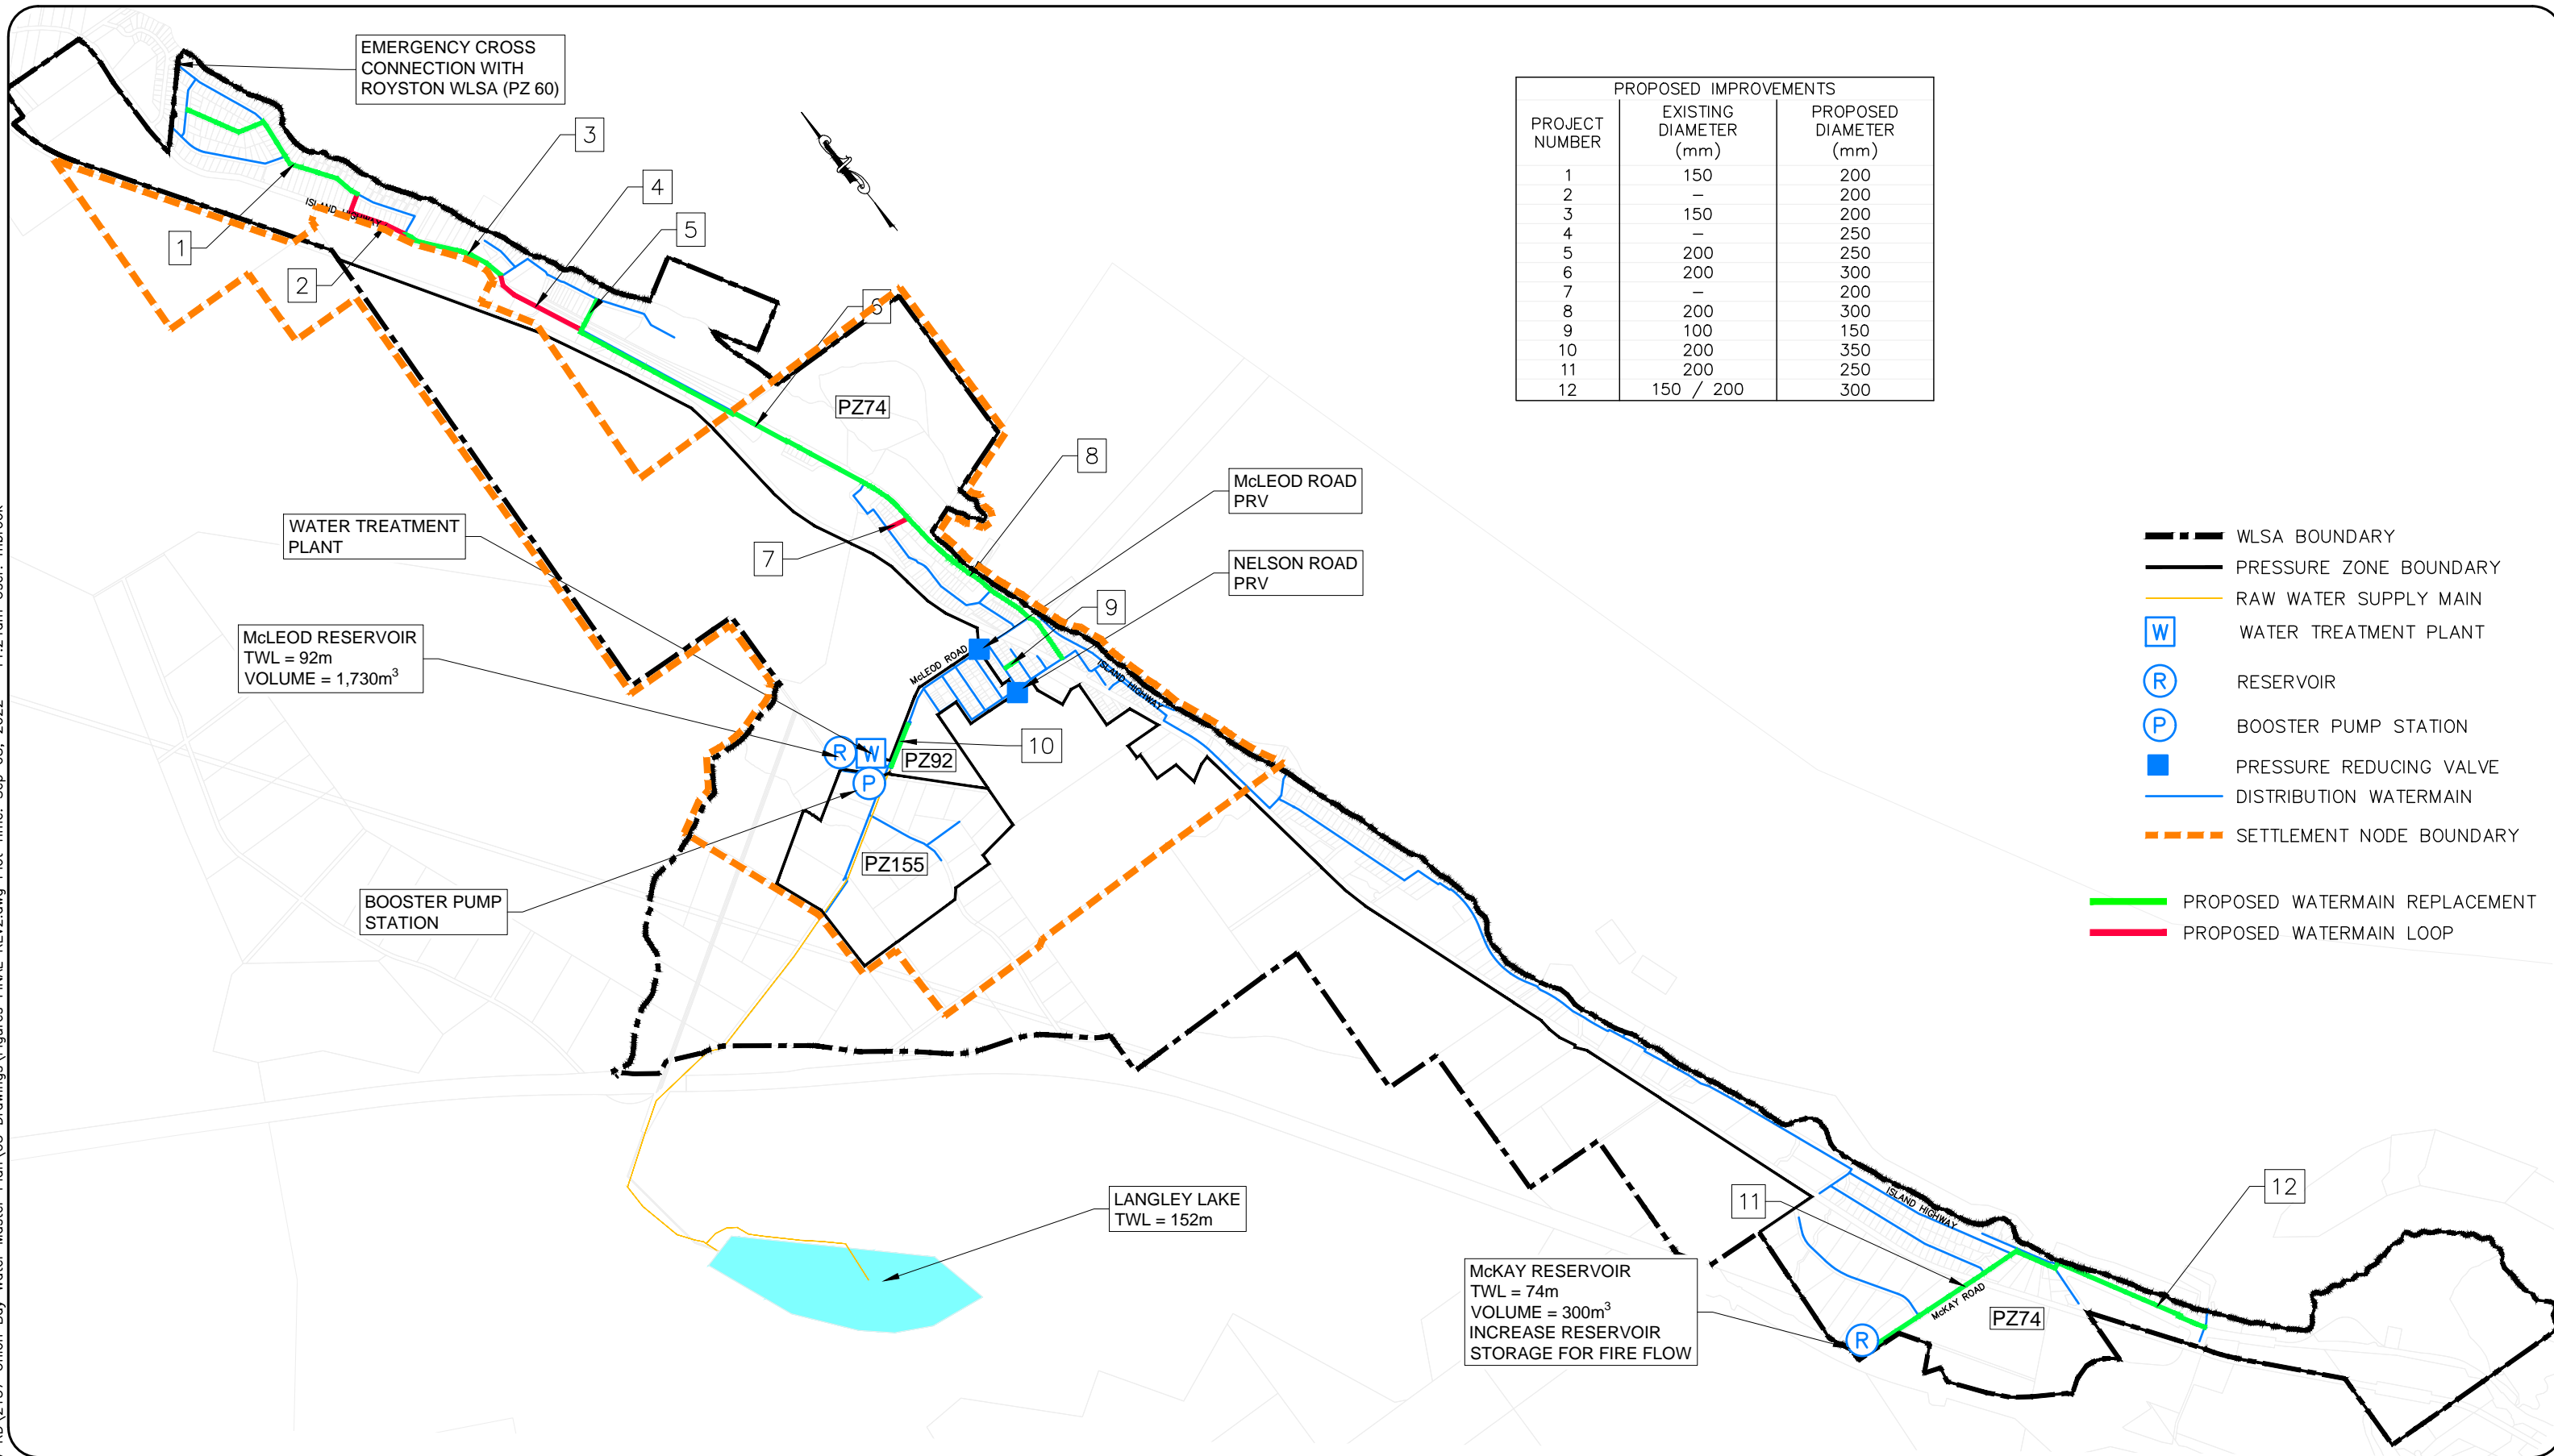 EMERGENCY CROSS
CONNECTION WITH
ROYSTON WLSA (PZ 60)
PROPOSED IMPROVEMENTS
PROJECT NUMBER EXISTING DIAMETER (mm) PROPOSED DIAMETER (mm)
1 150 200
2 – 200
3 150 200
4 – 250
5 200 250
6 200 300
7 – 200
8 200 300
9 100 150
10 200 350
11 200 250
12 150 / 200 300
3
4
5
1
2
ISLAND HIGHWAY
6
PZ74
8
McLEOD ROAD
PRV
WATER TREATMENT
PLANT
7
NELSON ROAD
PRV
9
McLEOD RESERVOIR
TWL = 92m
VOLUME = 1,730m³
McLEOD ROAD
ISLAND HIGHWAY
10
R
W
P
PZ92
PZ155
BOOSTER PUMP
STATION
WLSA BOUNDARY
PRESSURE ZONE BOUNDARY
RAW WATER SUPPLY MAIN
W WATER TREATMENT PLANT
R RESERVOIR
P BOOSTER PUMP STATION
PRESSURE REDUCING VALVE
DISTRIBUTION WATERMAIN
SETTLEMENT NODE BOUNDARY
PROPOSED WATERMAIN REPLACEMENT
PROPOSED WATERMAIN LOOP
LANGLEY LAKE
TWL = 152m
11
12
ISLAND HIGHWAY
McKAY RESERVOIR
TWL = 74m
VOLUME = 300m³
INCREASE RESERVOIR
STORAGE FOR FIRE FLOW
McKAY ROAD
PZ74
R